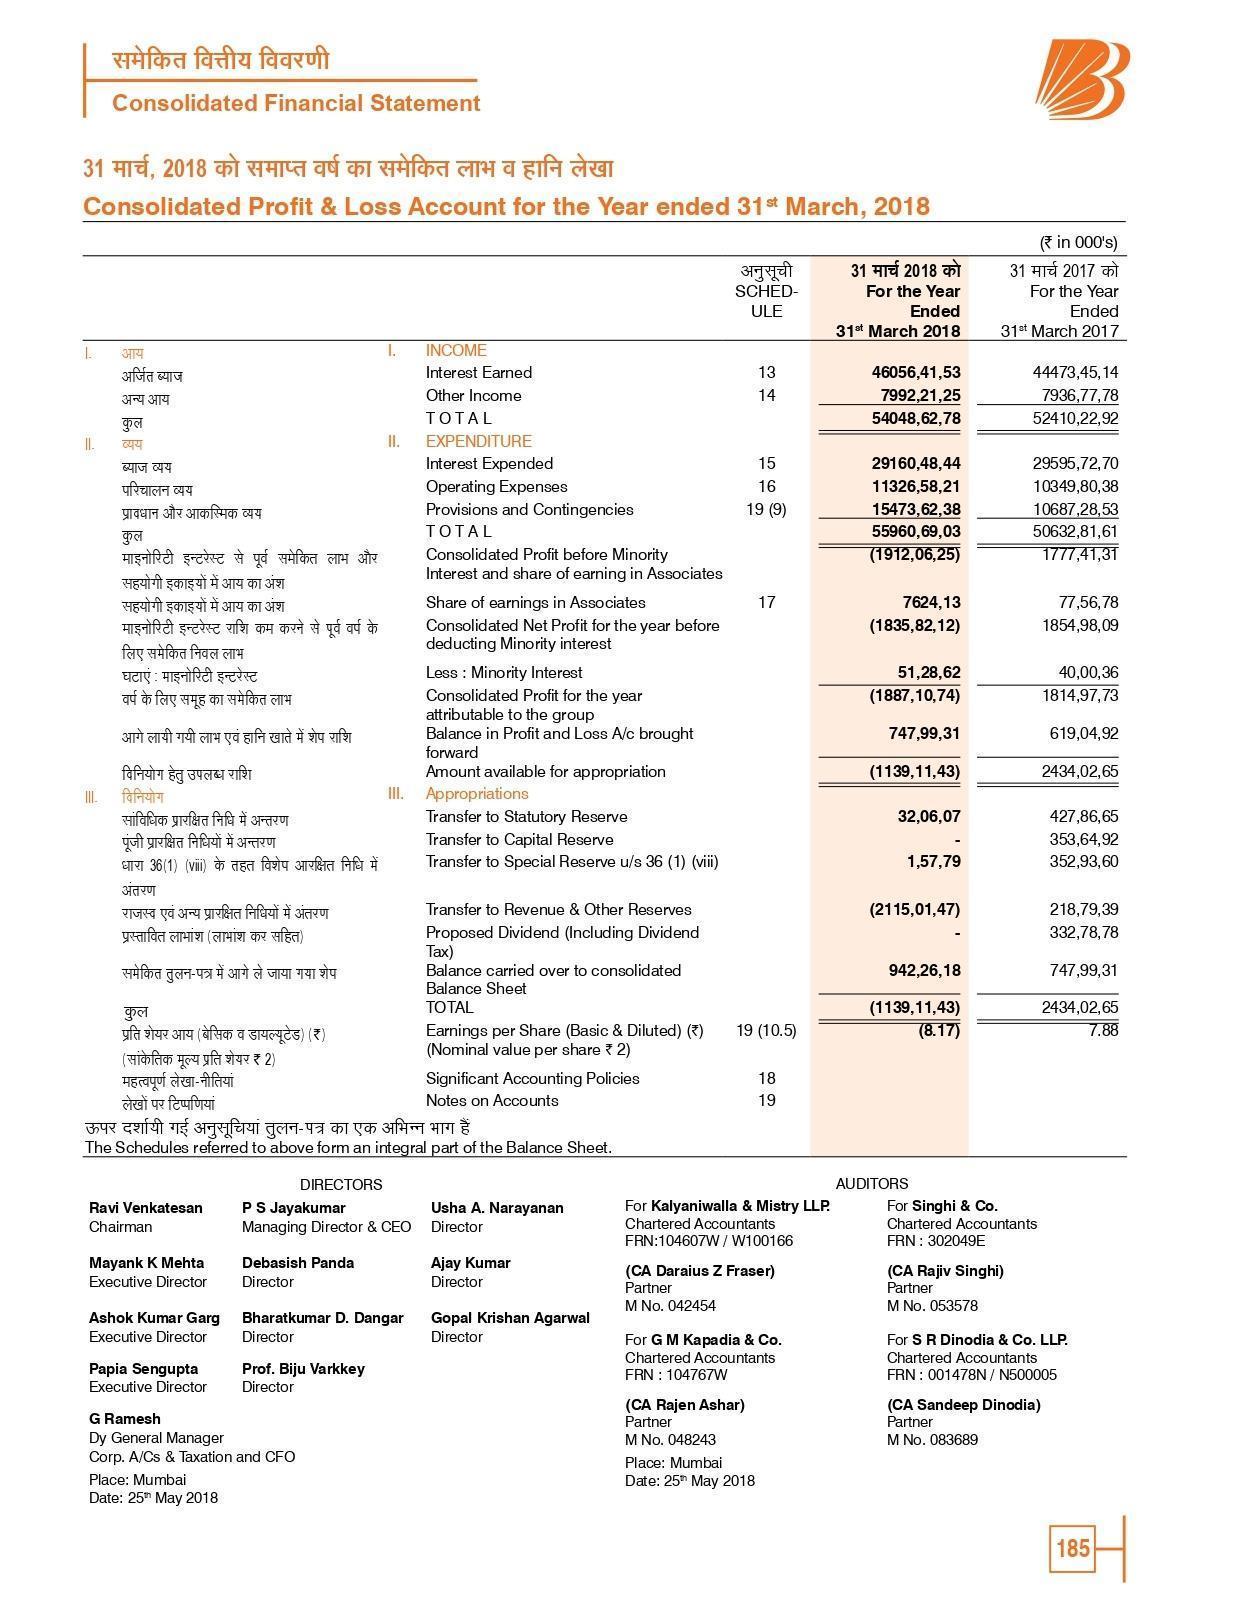 समेकित वित्तीय विवरणी
Consolidated Financial Statement
31 मार्च, 2018 को समाप्त वर्ष का समेकित लाभ व हानि लेखा
Consolidated Profit & Loss Account for the Year ended 31st March, 2018
(₹ in 000's)
अनुसूची SCHED-ULE 31 मार्च 2018 को For the Year Ended 31st March 2018 31 मार्च 2017 को For the Year Ended 31st March 2017
I. आय I. INCOME
अर्जित ब्याज Interest Earned 13 46056,41,53 44473,45,14
अन्य आय Other Income 14 7992,21,25 7936,77,78
कुल T O T A L 54048,62,78 52410,22,92
II. व्यय II. EXPENDITURE
ब्याज व्यय Interest Expended 15 29160,48,44 29595,72,70
परिचालन व्यय Operating Expenses 16 11326,58,21 10349,80,38
प्रावधान और आकस्मिक व्यय Provisions and Contingencies 19 (9) 15473,62,38 10687,28,53
कुल T O T A L 55960,69,03 50632,81,61
माइनोरिटी इन्टरेस्ट से पूर्व समेकित लाभ और Consolidated Profit before Minority (1912,06,25) 1777,41,31
सहयोगी इकाइयों में आय का अंश Interest and share of earning in Associates
सहयोगी इकाइयों में आय का अंश Share of earnings in Associates 17 7624,13 77,56,78
माइनोरिटी इन्टरेस्ट राशि कम करने से पूर्व वर्ष के Consolidated Net Profit for the year before (1835,82,12) 1854,98,09
लिए समेकित निवल लाभ deducting Minority interest
घटाएं : माइनोरिटी इन्टरेस्ट Less : Minority Interest 51,28,62 40,00,36
वर्ष के लिए समूह का समेकित लाभ Consolidated Profit for the year (1887,10,74) 1814,97,73
attributable to the group
आगे लायी गयी लाभ एवं हानि खाते में शेष राशि Balance in Profit and Loss A/c brought 747,99,31 619,04,92
forward
विनियोग हेतु उपलब्ध राशि Amount available for appropriation (1139,11,43) 2434,02,65
III. विनियोग III. Appropriations
सांविधिक प्रारक्षित निधि में अन्तरण Transfer to Statutory Reserve 32,06,07 427,86,65
पूंजी प्रारक्षित निधियों में अन्तरण Transfer to Capital Reserve - 353,64,92
धारा 36(1) (viii) के तहत विशेष आरक्षित निधि में Transfer to Special Reserve u/s 36 (1) (viii) 1,57,79 352,93,60
अंतरण
राजस्व एवं अन्य प्रारक्षित निधियों में अंतरण Transfer to Revenue & Other Reserves (2115,01,47) 218,79,39
प्रस्तावित लाभांश (लाभांश कर सहित) Proposed Dividend (Including Dividend - 332,78,78
Tax)
समेकित तुलन-पत्र में आगे ले जाया गया शेष Balance carried over to consolidated 942,26,18 747,99,31
Balance Sheet
कुल TOTAL (1139,11,43) 2434,02,65
प्रति शेयर आय (बेसिक व डायल्यूटेड) (₹) Earnings per Share (Basic & Diluted) (₹) 19 (10.5) (8.17) 7.88
(सांकेतिक मूल्य प्रति शेयर ₹ 2) (Nominal value per share ₹ 2)
महत्वपूर्ण लेखा-नीतियां Significant Accounting Policies 18
लेखों पर टिप्पणियां Notes on Accounts 19
ऊपर दर्शायी गई अनुसूचियां तुलन-पत्र का एक अभिन्न भाग हैं
The Schedules referred to above form an integral part of the Balance Sheet.
DIRECTORS
Ravi Venkatesan P S Jayakumar Usha A. Narayanan
Chairman Managing Director & CEO Director
Mayank K Mehta Debasish Panda Ajay Kumar
Executive Director Director Director
Ashok Kumar Garg Bharatkumar D. Dangar Gopal Krishan Agarwal
Executive Director Director Director
Papia Sengupta Prof. Biju Varkkey
Executive Director Director
G Ramesh
Dy General Manager
Corp. A/Cs & Taxation and CFO
Place: Mumbai
Date: 25th May 2018
AUDITORS
For Kalyaniwalla & Mistry LLP. For Singhi & Co.
Chartered Accountants Chartered Accountants
FRN:104607W / W100166 FRN : 302049E
(CA Daraius Z Fraser) (CA Rajiv Singhi)
Partner Partner
M No. 042454 M No. 053578
For G M Kapadia & Co. For S R Dinodia & Co. LLP.
Chartered Accountants Chartered Accountants
FRN : 104767W FRN : 001478N / N500005
(CA Rajen Ashar) (CA Sandeep Dinodia)
Partner Partner
M No. 048243 M No. 083689
Place: Mumbai
Date: 25th May 2018
185